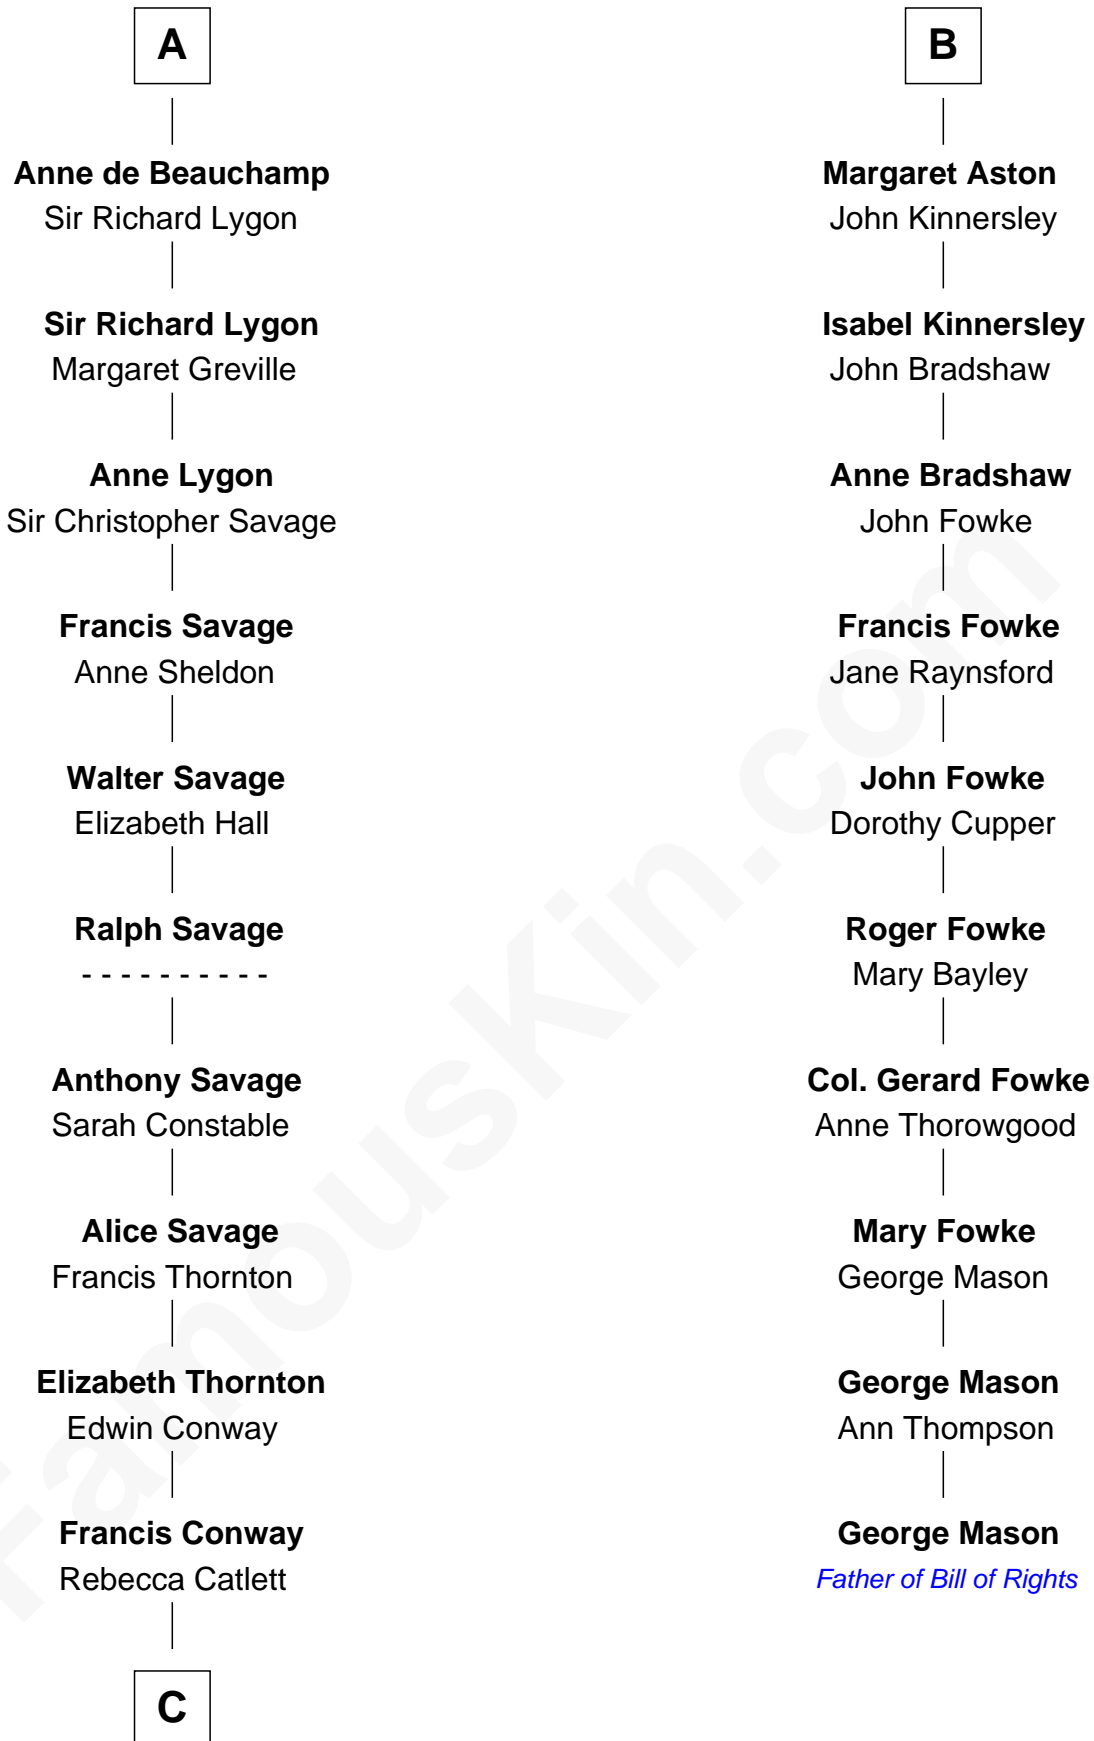 A
Anne de Beauchamp
Sir Richard Lygon
Sir Richard Lygon
Margaret Greville
Anne Lygon
Sir Christopher Savage
Francis Savage
Anne Sheldon
Walter Savage
Elizabeth Hall
Ralph Savage
- - - - - - - - - -
Anthony Savage
Sarah Constable
Alice Savage
Francis Thornton
Elizabeth Thornton
Edwin Conway
Francis Conway
Rebecca Catlett
C
B
Margaret Aston
John Kinnersley
Isabel Kinnersley
John Bradshaw
Anne Bradshaw
John Fowke
Francis Fowke
Jane Raynsford
John Fowke
Dorothy Cupper
Roger Fowke
Mary Bayley
Col. Gerard Fowke
Anne Thorowgood
Mary Fowke
George Mason
George Mason
Ann Thompson
George Mason
Father of Bill of Rights
FamousKin.com